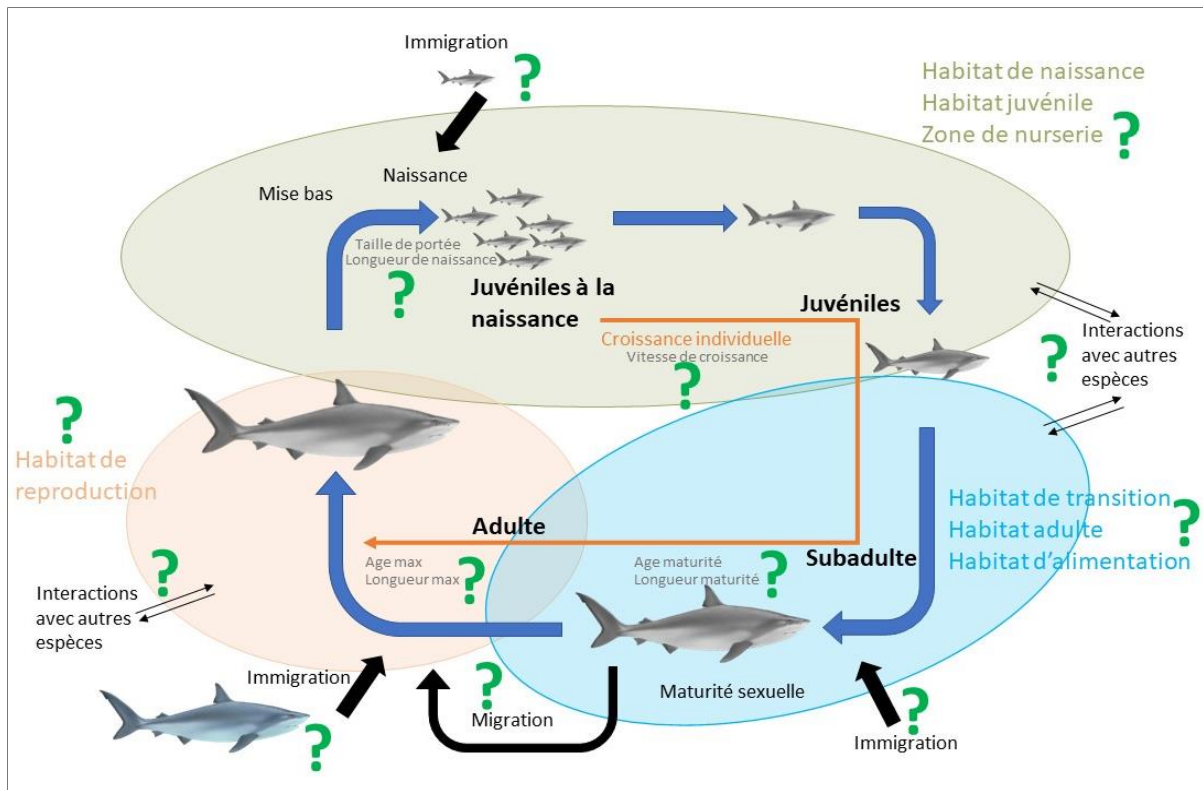 Immigration
?
Habitat de naissance
Habitat juvénile
Zone de nurserie ?
Naissance
Mise bas
Taille de portée
Longueur de naissance
?
Juvéniles à la
naissance
Juvéniles
Croissance individuelle
Vitesse de croissance
?
?
Interactions
avec autres
espèces
?
Habitat de
reproduction
Habitat de transition
Habitat adulte
Habitat d'alimentation
?
Adulte
Age max
Longueur max
?
Age maturité
Longueur maturité
?
Subadulte
?
Interactions
avec autres
espèces
Immigration
?
?
Migration
Maturité sexuelle
?
Immigration